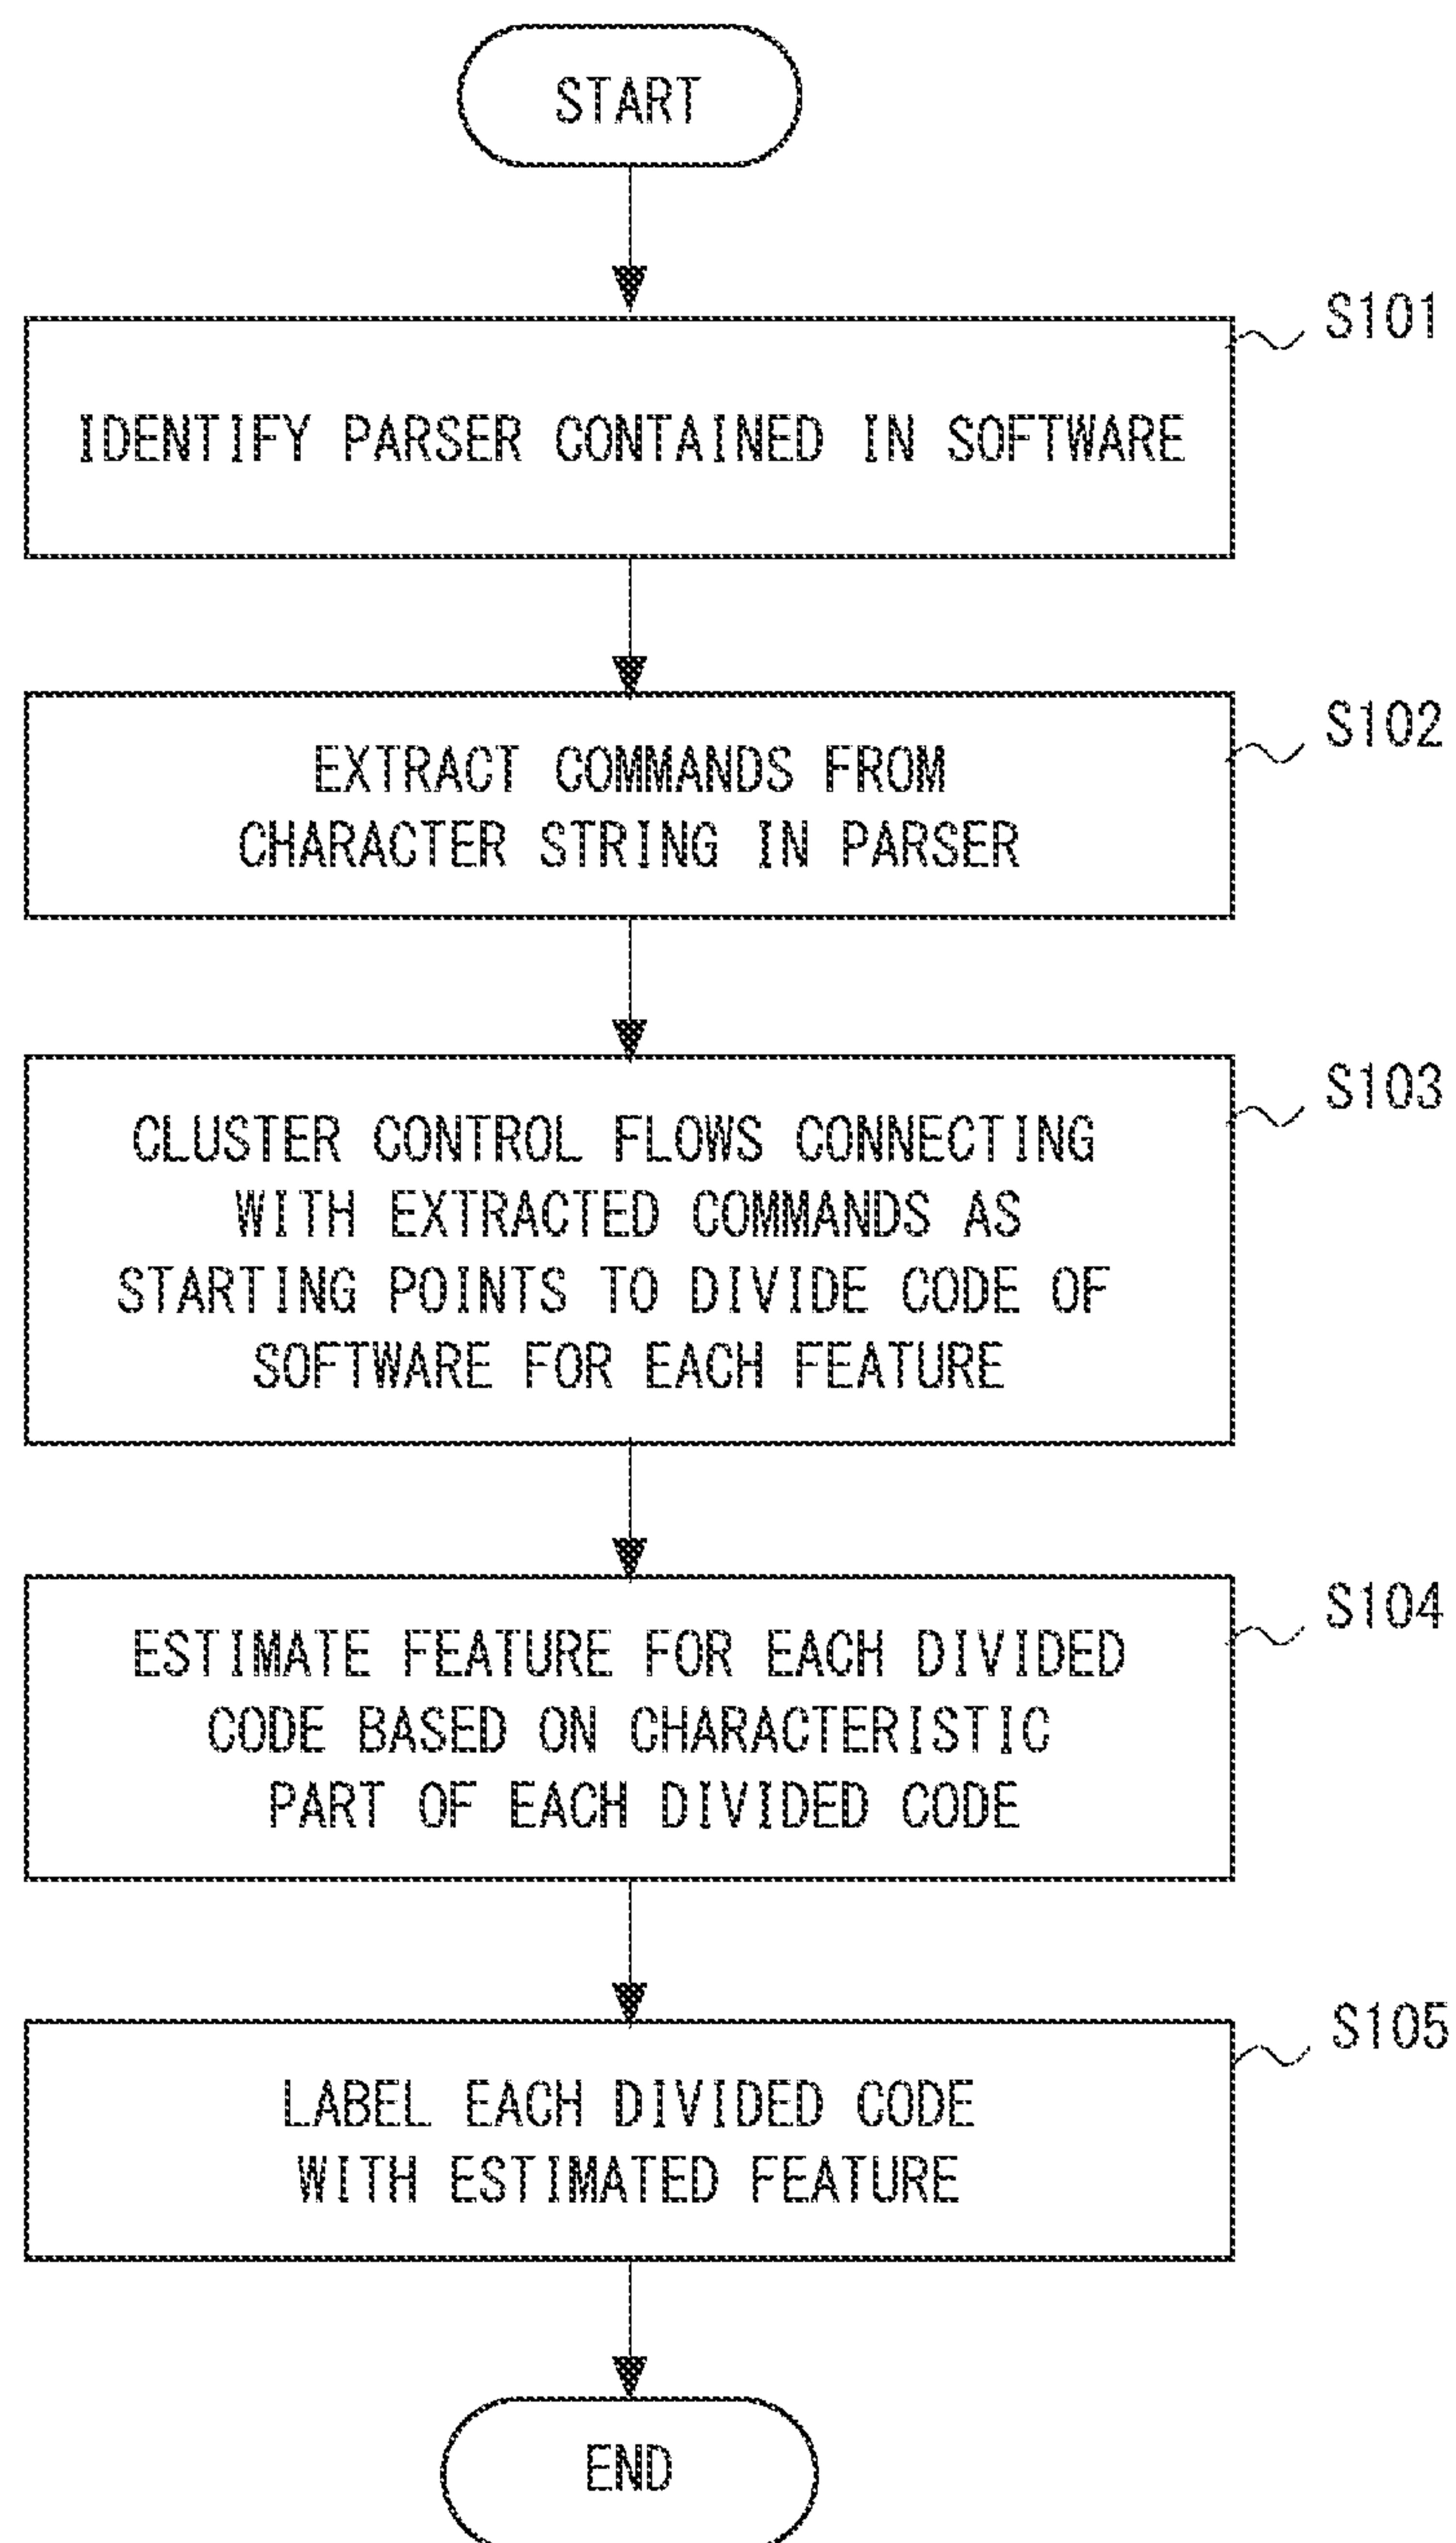 START
S101
IDENTIFY PARSER CONTAINED IN SOFTWARE
S102
EXTRACT COMMANDS FROM
CHARACTER STRING IN PARSER
S103
CLUSTER CONTROL FLOWS CONNECTING
WITH EXTRACTED COMMANDS AS
STARTING POINTS TO DIVIDE CODE OF
SOFTWARE FOR EACH FEATURE
S104
ESTIMATE FEATURE FOR EACH DIVIDED
CODE BASED ON CHARACTERISTIC
PART OF EACH DIVIDED CODE
S105
LABEL EACH DIVIDED CODE
WITH ESTIMATED FEATURE
END